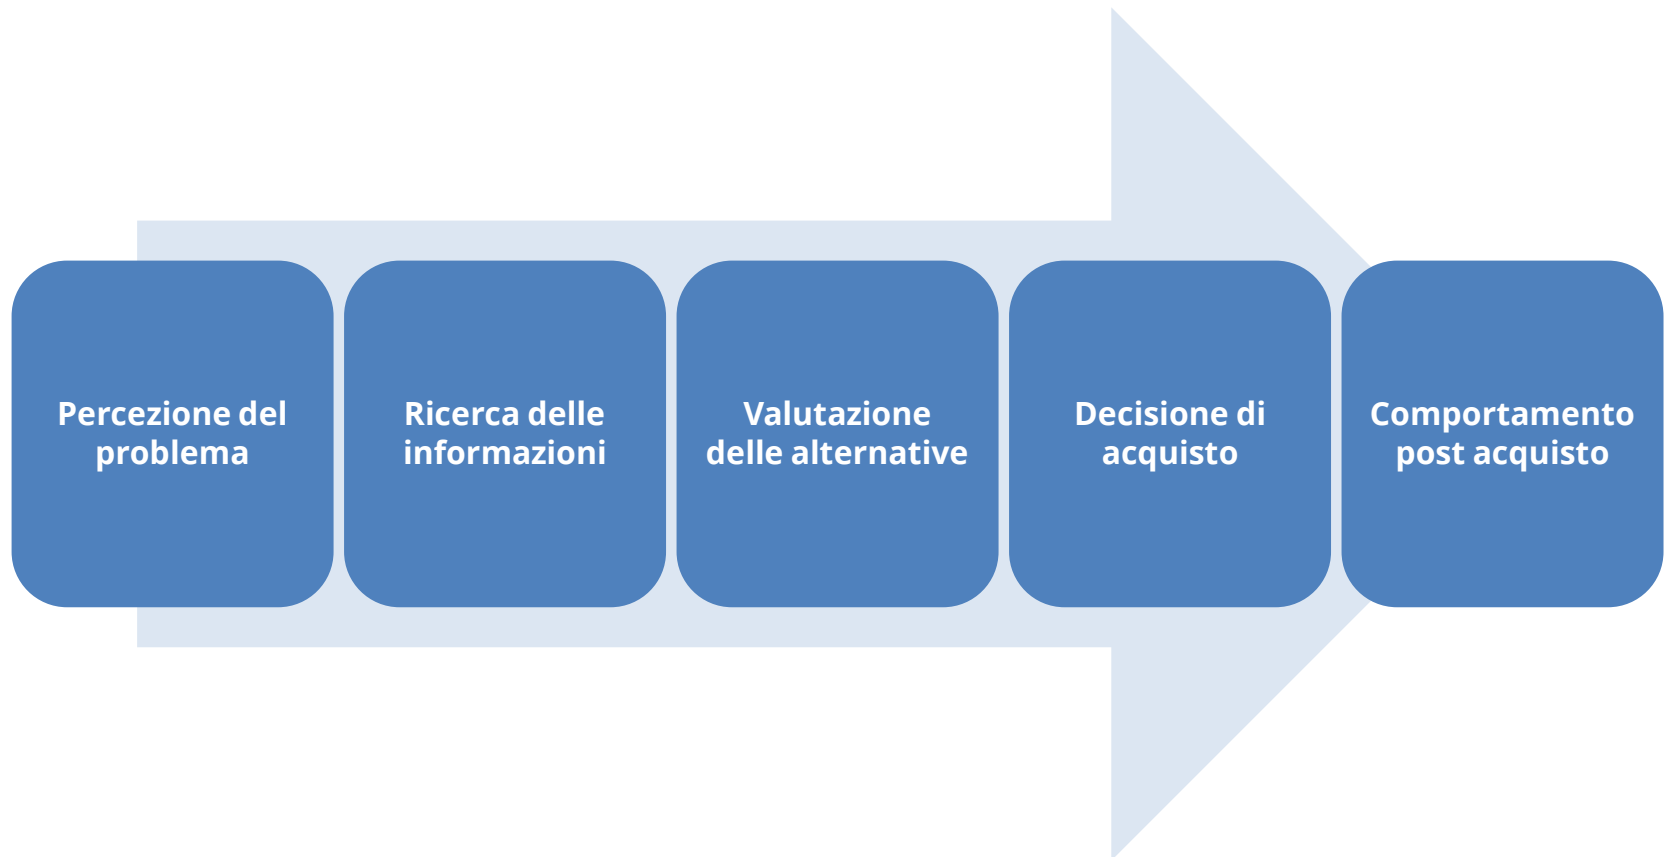 Percezione del
problema
Ricerca delle
informazioni
Valutazione
delle alternative
Decisione di
acquisto
Comportamento
post acquisto